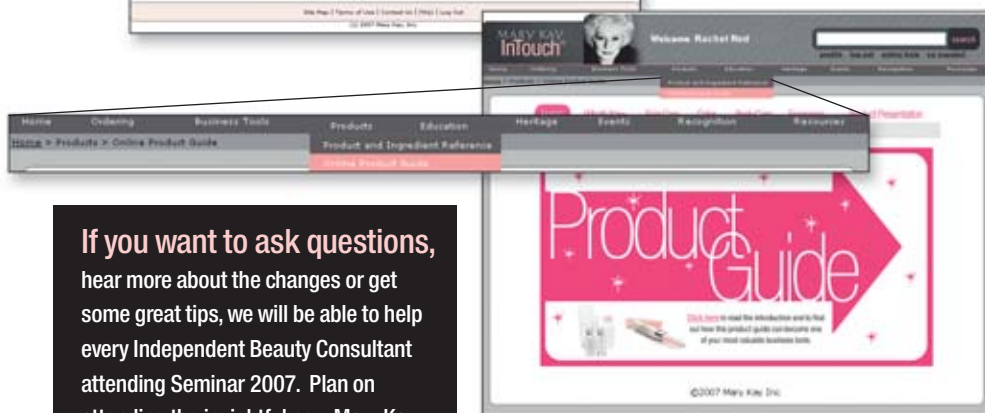 Site Map | Terms of Use | Contact Us | FAQs | Log Out
(c) 2007 Mary Kay, Inc.
MARY KAY
InTouch
Welcome Rachel Red
search
Home Ordering Business Tools Products Education Heritage Events Recognition Resources
Home > Products > Online Product Guide
Product and Ingredient Reference
Online Product Guide
Product
Guide
Click here to read the introduction and to find
out how this product guide can become one
of your most valuable business tools.
©2007 Mary Kay Inc.
If you want to ask questions,
hear more about the changes or get
some great tips, we will be able to help
every Independent Beauty Consultant
attending Seminar 2007. Plan on